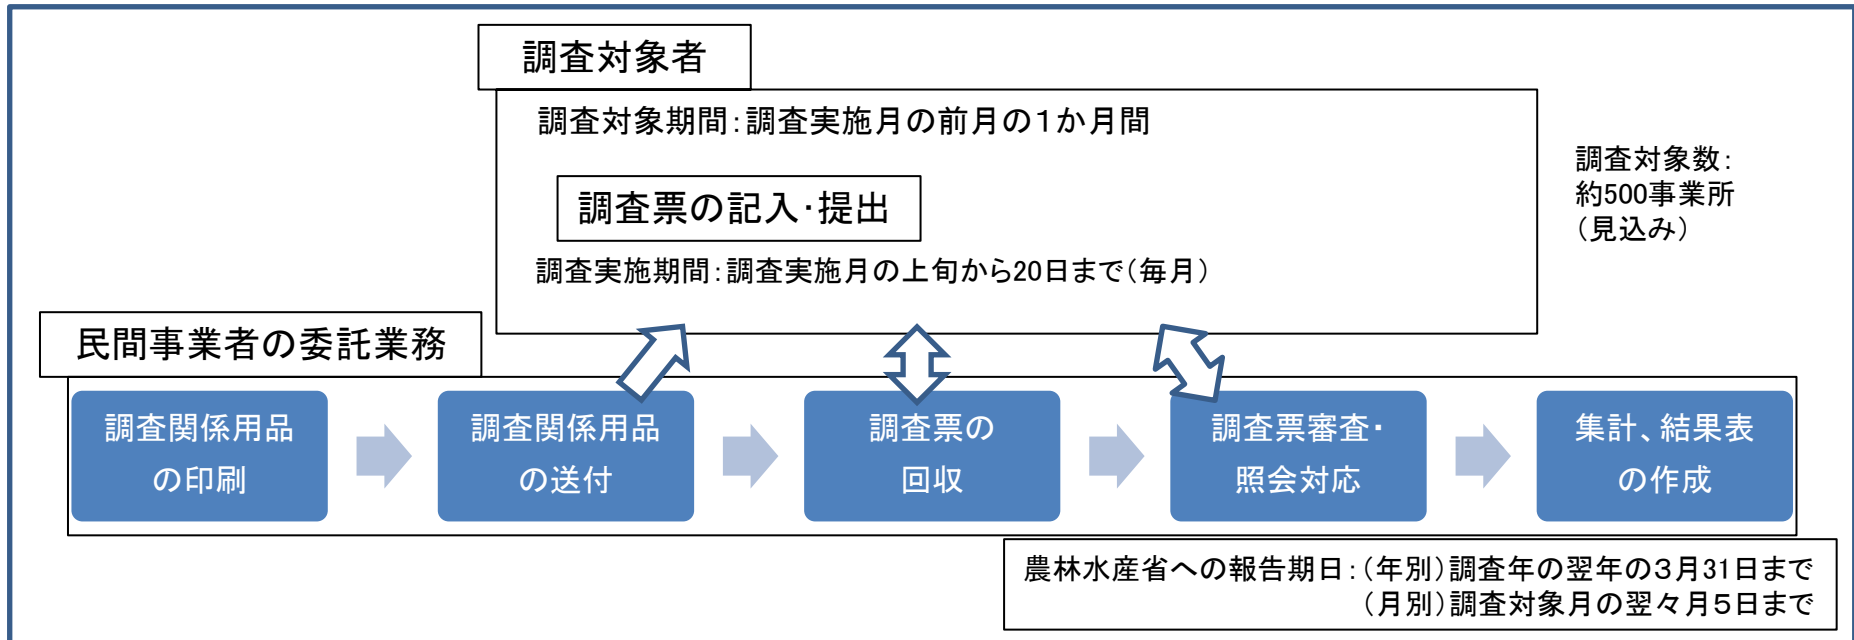 調査対象者
調査対象期間：調査実施月の前月の１か月間
調査票の記入・提出
調査実施期間：調査実施月の上旬から20日まで（毎月）
調査対象数：
約500事業所
（見込み）
民間事業者の委託業務
調査関係用品
の印刷
調査関係用品
の送付
調査票の
回収
調査票審査・
照会対応
集計、結果表
の作成
農林水産省への報告期日：（年別）調査年の翌年の３月31日まで
（月別）調査対象月の翌々月５日まで